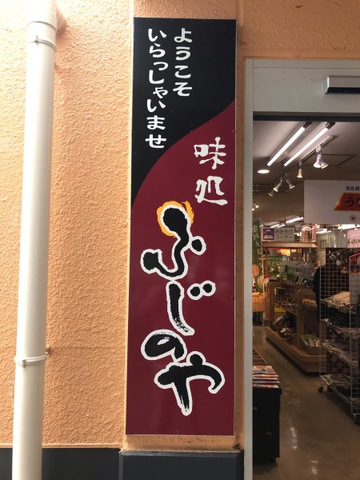 ようこそ
いらっしゃいませ
味処
ふじのや